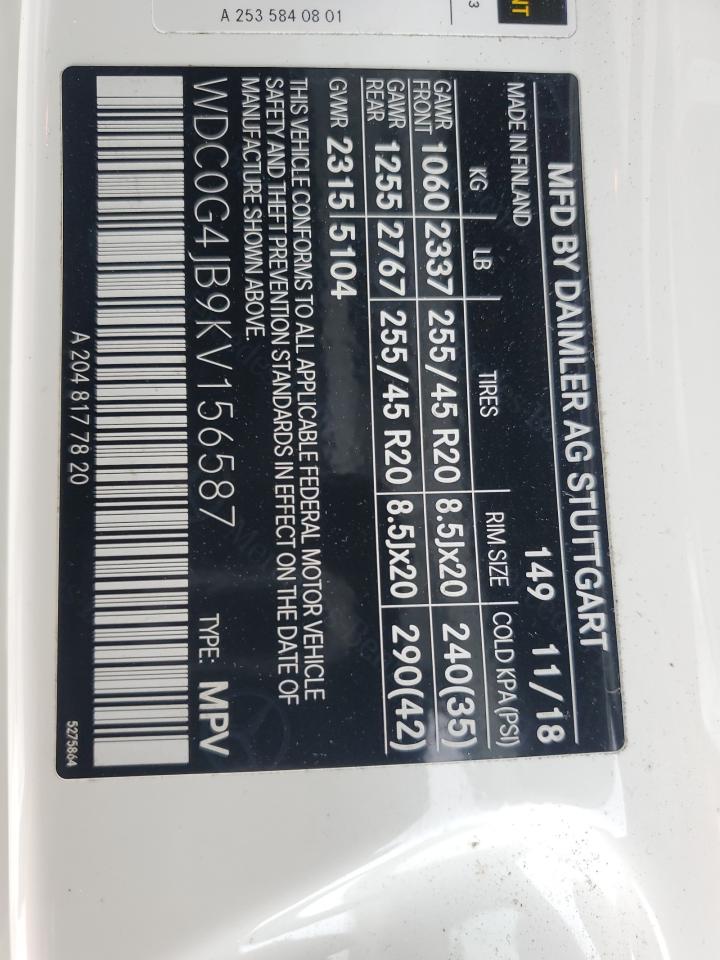 A 253 584 08 01
3
NT
MFD BY DAIMLER AG STUTTGART
MADE IN FINLAND 149 11/18
KG LB TIRES RIM SIZE COLD KPA(PSI)
GAWR FRONT 1060 2337 255/45 R20 8.5Jx20 240(35)
GAWR REAR 1255 2767 255/45 R20 8.5Jx20 290(42)
GVWR 2315 5104
THIS VEHICLE CONFORMS TO ALL APPLICABLE FEDERAL MOTOR VEHICLE
SAFETY AND THEFT PREVENTION STANDARDS IN EFFECT ON THE DATE OF
MANUFACTURE SHOWN ABOVE.
WDC0G4JB9KV156587 TYPE: MPV
A 204 817 78 20
5275864